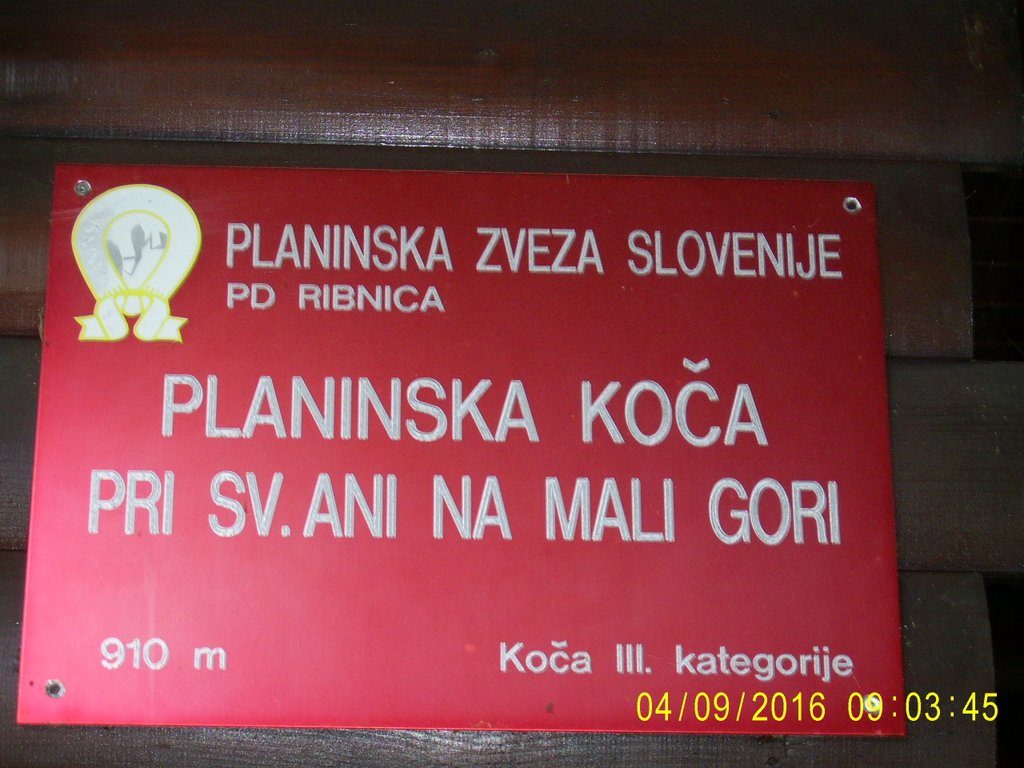 PLANINSKA ZVEZA SLOVENIJE
PD RIBNICA
PLANINSKA KOČA
PRI SV. ANI NA MALI GORI
910 m
Koča III. kategorije
04/09/2016 09:03:45